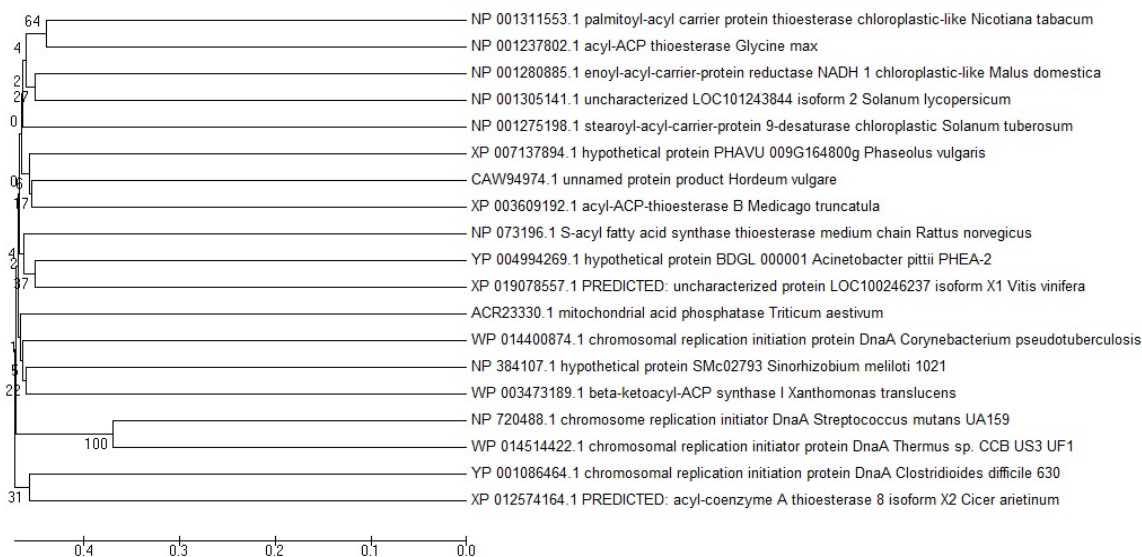 64
NP 001311553.1 palmitoyl-acyl carrier protein thioesterase chloroplastic-like Nicotiana tabacum
4
NP 001237802.1 acyl-ACP thioesterase Glycine max
2
NP 001280885.1 enoyl-acyl-carrier-protein reductase NADH 1 chloroplastic-like Malus domestica
27
NP 001305141.1 uncharacterized LOC101243844 isoform 2 Solanum lycopersicum
0
NP 001275198.1 stearoyl-acyl-carrier-protein 9-desaturase chloroplastic Solanum tuberosum
XP 007137894.1 hypothetical protein PHAVU 009G164800g Phaseolus vulgaris
0
6
CAW94974.1 unnamed protein product Hordeum vulgare
17
XP 003609192.1 acyl-ACP-thioesterase B Medicago truncatula
NP 073196.1 S-acyl fatty acid synthase thioesterase medium chain Rattus norvegicus
4
2
YP 004994269.1 hypothetical protein BDGL 000001 Acinetobacter pittii PHEA-2
37
XP 019078557.1 PREDICTED: uncharacterized protein LOC100246237 isoform X1 Vitis vinifera
ACR23330.1 mitochondrial acid phosphatase Triticum aestivum
1
WP 014400874.1 chromosomal replication initiation protein DnaA Corynebacterium pseudotuberculosis
5
NP 384107.1 hypothetical protein SMc02793 Sinorhizobium meliloti 1021
22
WP 003473189.1 beta-ketoacyl-ACP synthase I Xanthomonas translucens
NP 720488.1 chromosome replication initiator DnaA Streptococcus mutans UA159
100
WP 014514422.1 chromosomal replication initiator protein DnaA Thermus sp. CCB US3 UF1
YP 001086464.1 chromosomal replication initiation protein DnaA Clostridioides difficile 630
31
XP 012574164.1 PREDICTED: acyl-coenzyme A thioesterase 8 isoform X2 Cicer arietinum
0.4 0.3 0.2 0.1 0.0